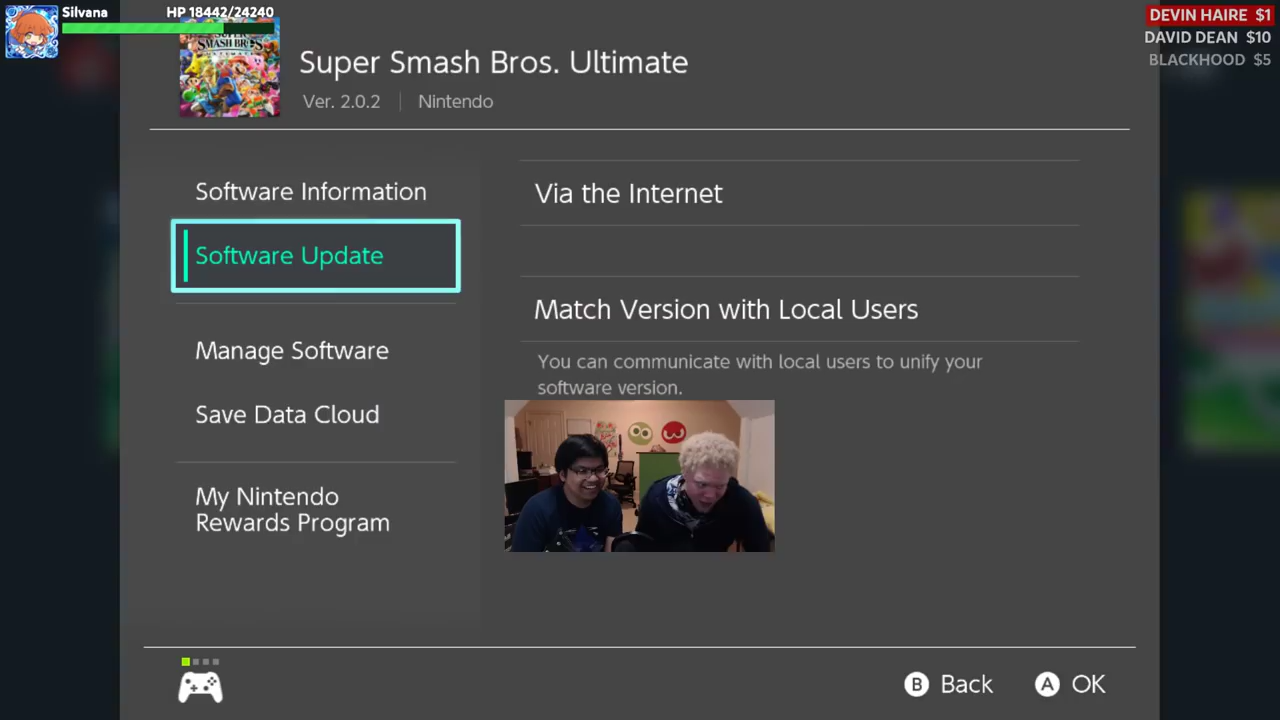 Silvana HP 18442/24240
DEVIN HAIRE $1
DAVID DEAN $10
BLACKHOOD $5
SMASH BROS.
Super Smash Bros. Ultimate
Ver. 2.0.2 | Nintendo
Software Information
Software Update
Manage Software
Save Data Cloud
My Nintendo
Rewards Program
Via the Internet
Match Version with Local Users
You can communicate with local users to unify your
software version.
B Back
A OK